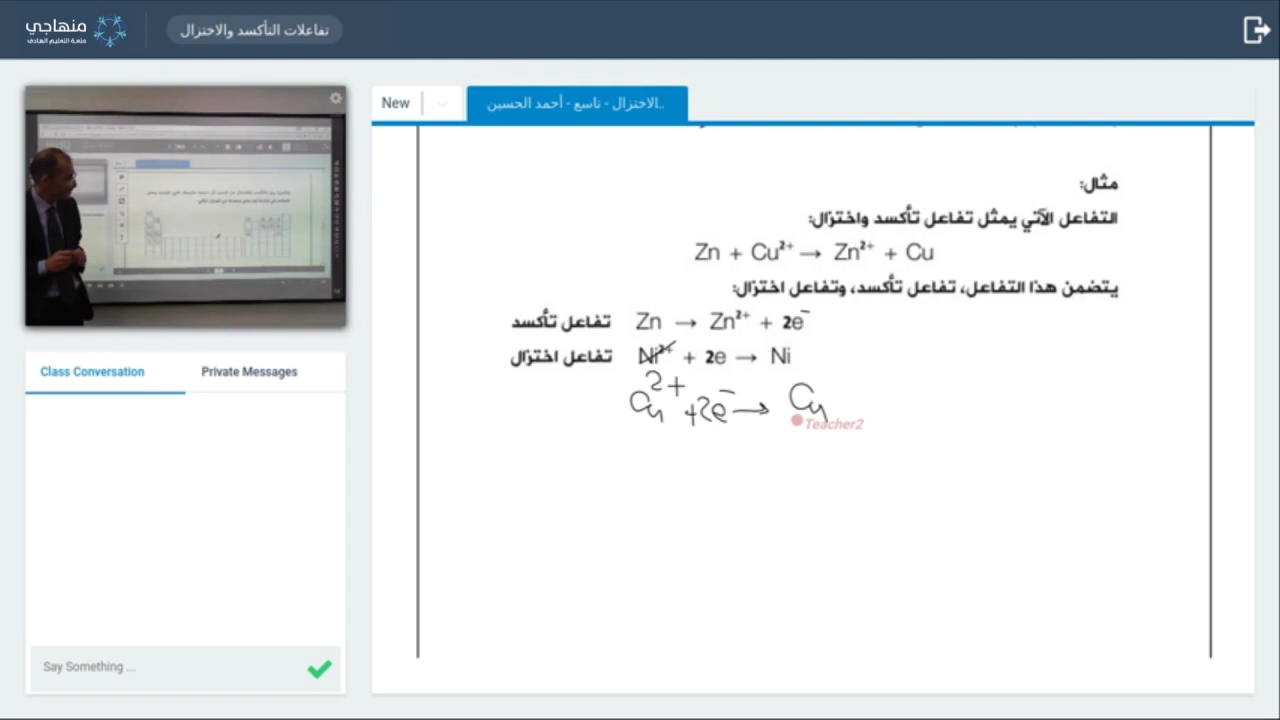 منهاجي
متعة التعليم الهادف
تفاعلات التأكسد والاختزال
New
..الاختزال - تاسع - أحمد الحسين
مثال:
التفاعل الآتي يمثل تفاعل تأكسد واختزال:
Zn + Cu²⁺ → Zn²⁺ + Cu
يتضمن هذا التفاعل، تفاعل تأكسد، وتفاعل اختزال:
تفاعل تأكسد Zn → Zn²⁺ + 2e⁻
تفاعل اختزال Ni²⁺ + 2e → Ni
Cu²⁺ + 2e⁻ → Cu
Teacher2
Class Conversation
Private Messages
Say Something ...